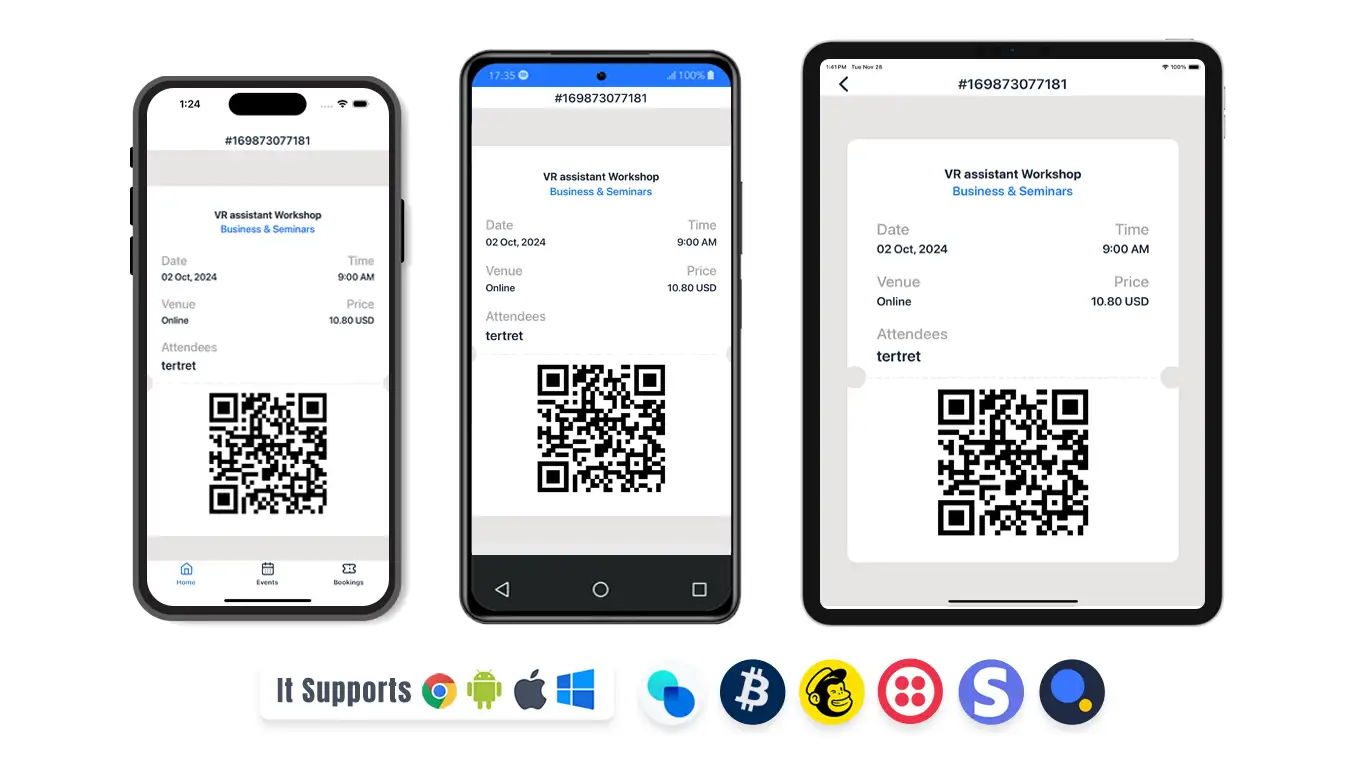 1:24
#169873077181
VR assistant Workshop
Business & Seminars
Date Time
02 Oct, 2024 9:00 AM
Venue Price
Online 10.80 USD
Attendees
tertret
Home Events Bookings
17:35 100%
#169873077181
VR assistant Workshop
Business & Seminars
Date Time
02 Oct, 2024 9:00 AM
Venue Price
Online 10.80 USD
Attendees
tertret
1:41PM Tue Nov 28 100%
#169873077181
VR assistant Workshop
Business & Seminars
Date Time
02 Oct, 2024 9:00 AM
Venue Price
Online 10.80 USD
Attendees
tertret
It Supports